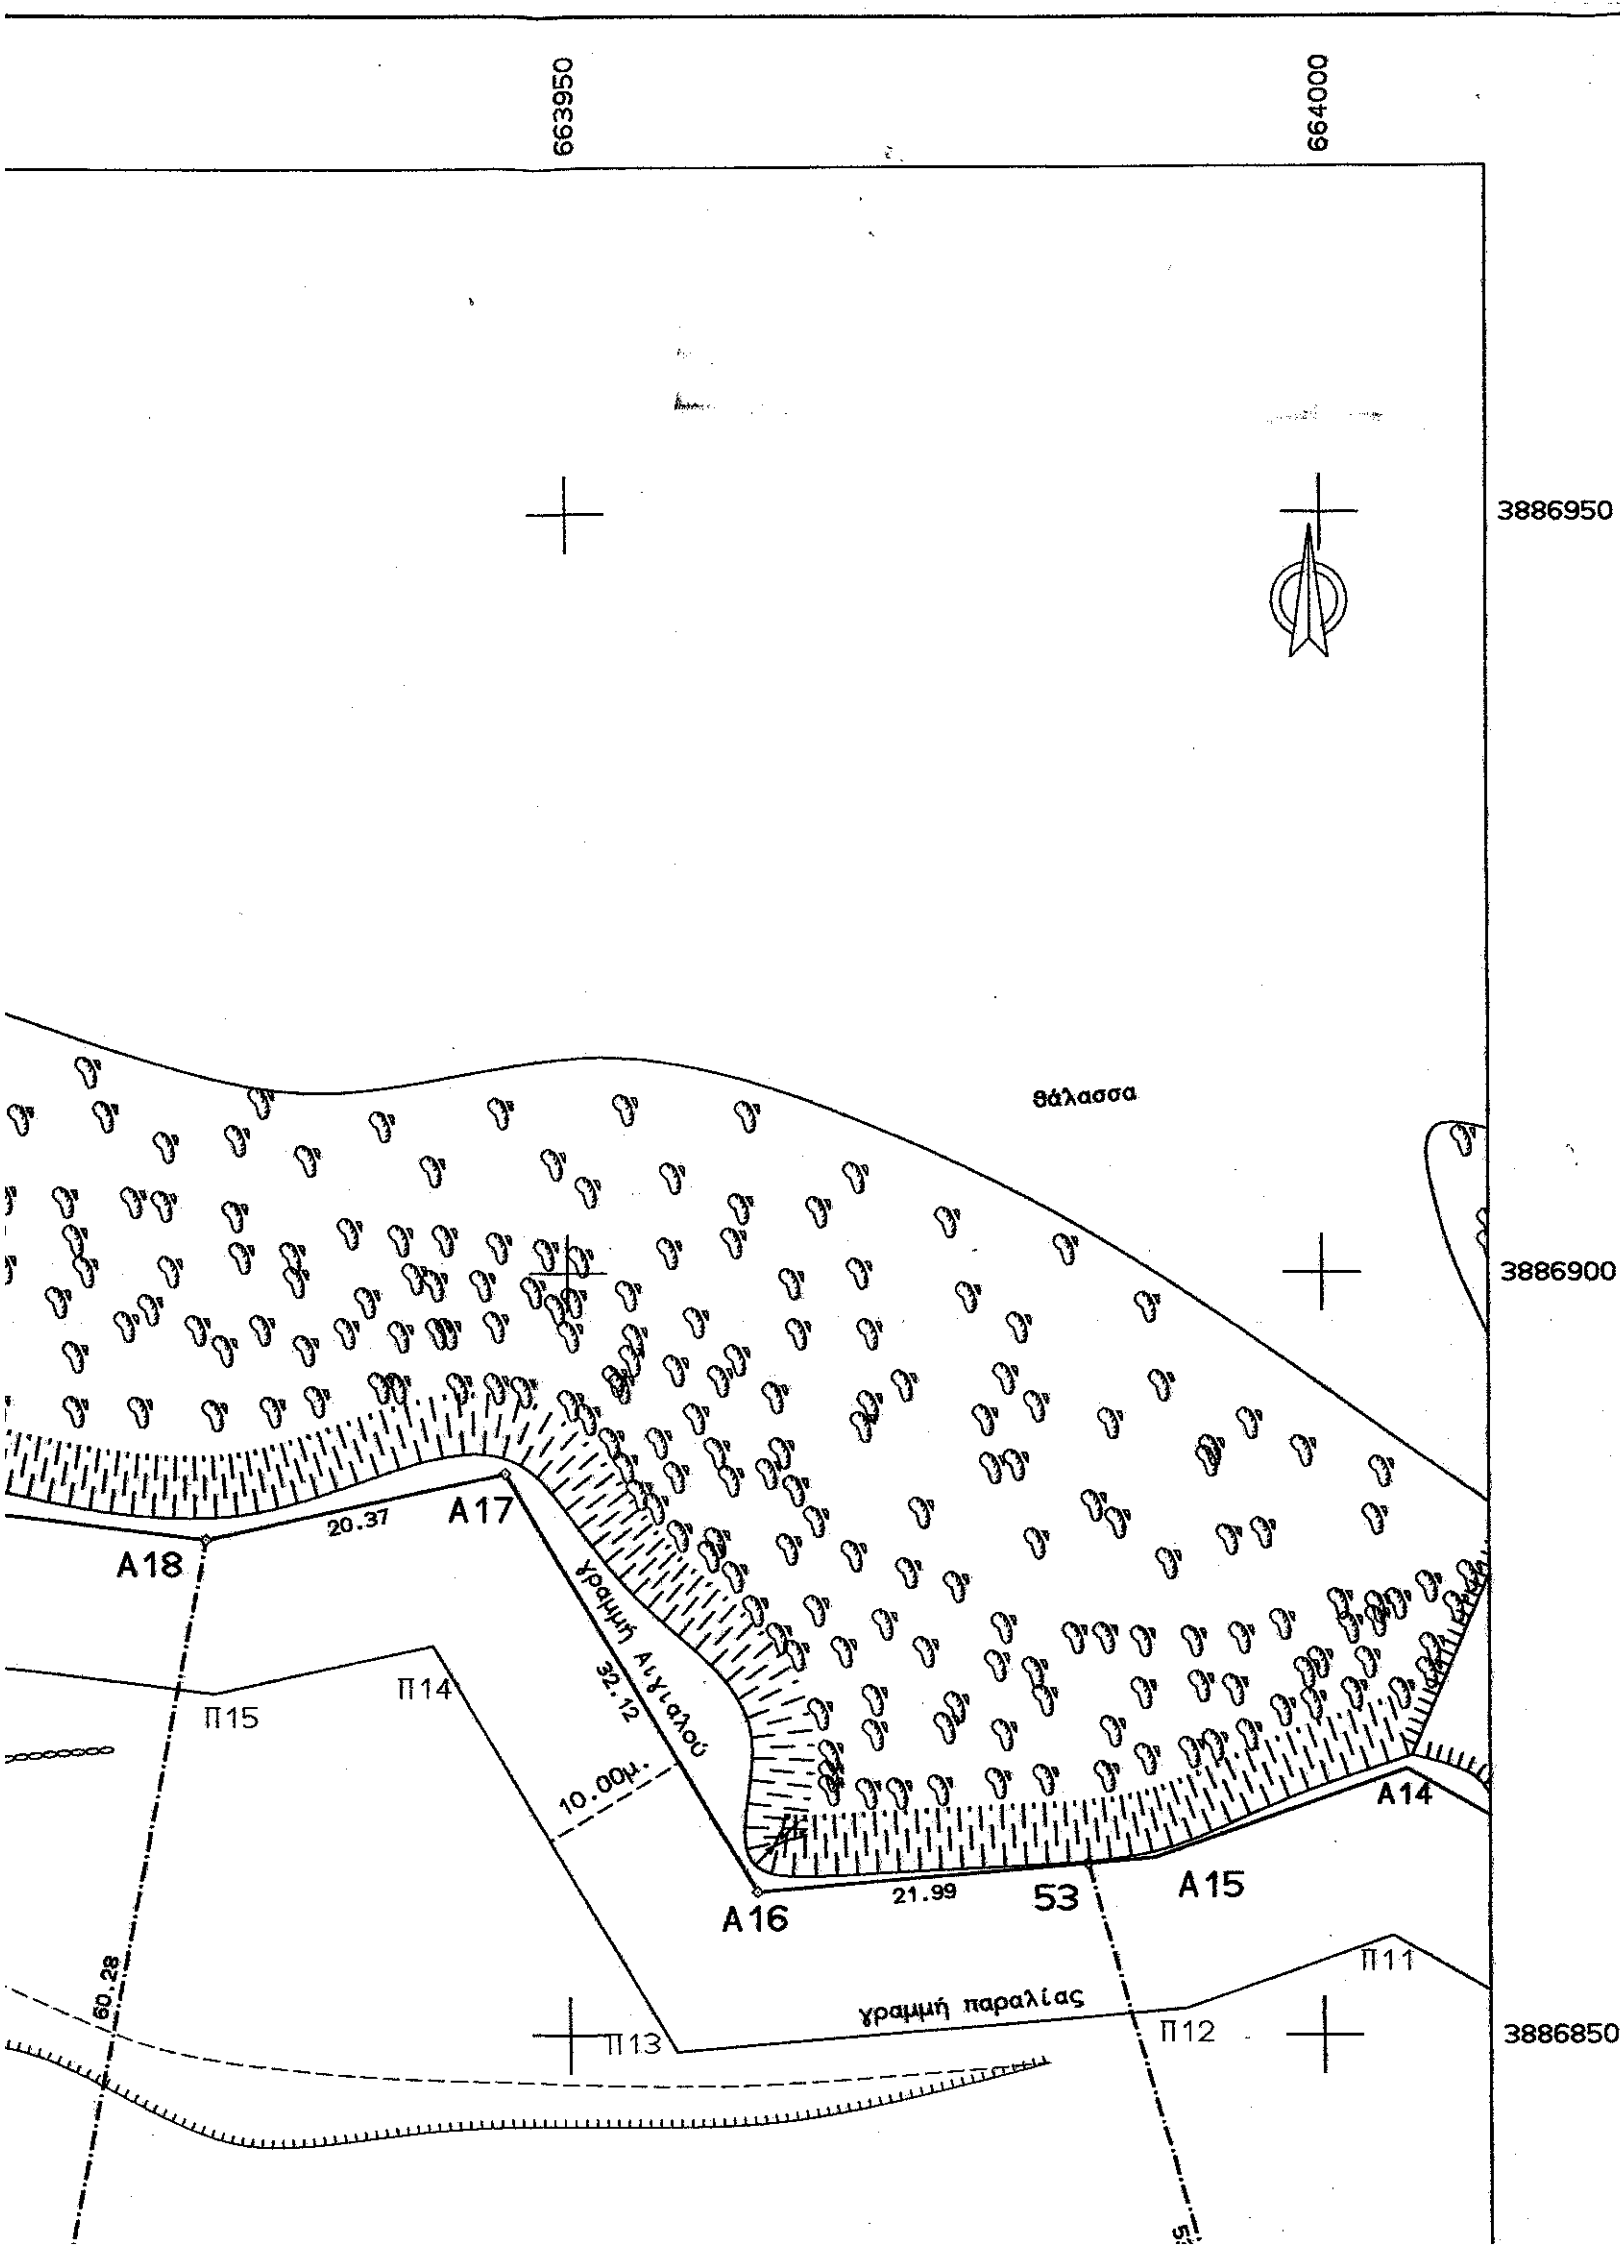 663950
664000
3886950
θάλασσα
3886900
20.37
A17
A18
γραμμή Αιγιαλού
32.12
Π14
Π15
10.00μ.
A14
A15
53
21.99
A16
Π11
60.28
γραμμή παραλίας
Π12
Π13
3886850